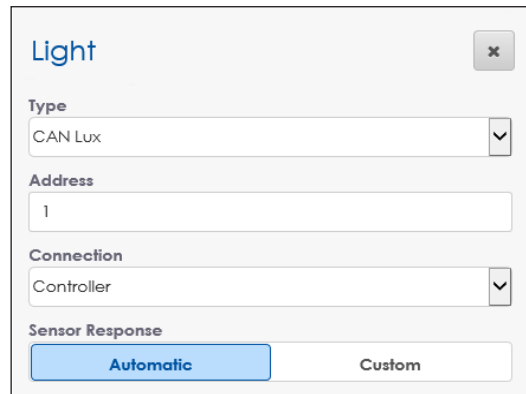 Light
Type
CAN Lux
Address
1
Connection
Controller
Sensor Response
Automatic Custom